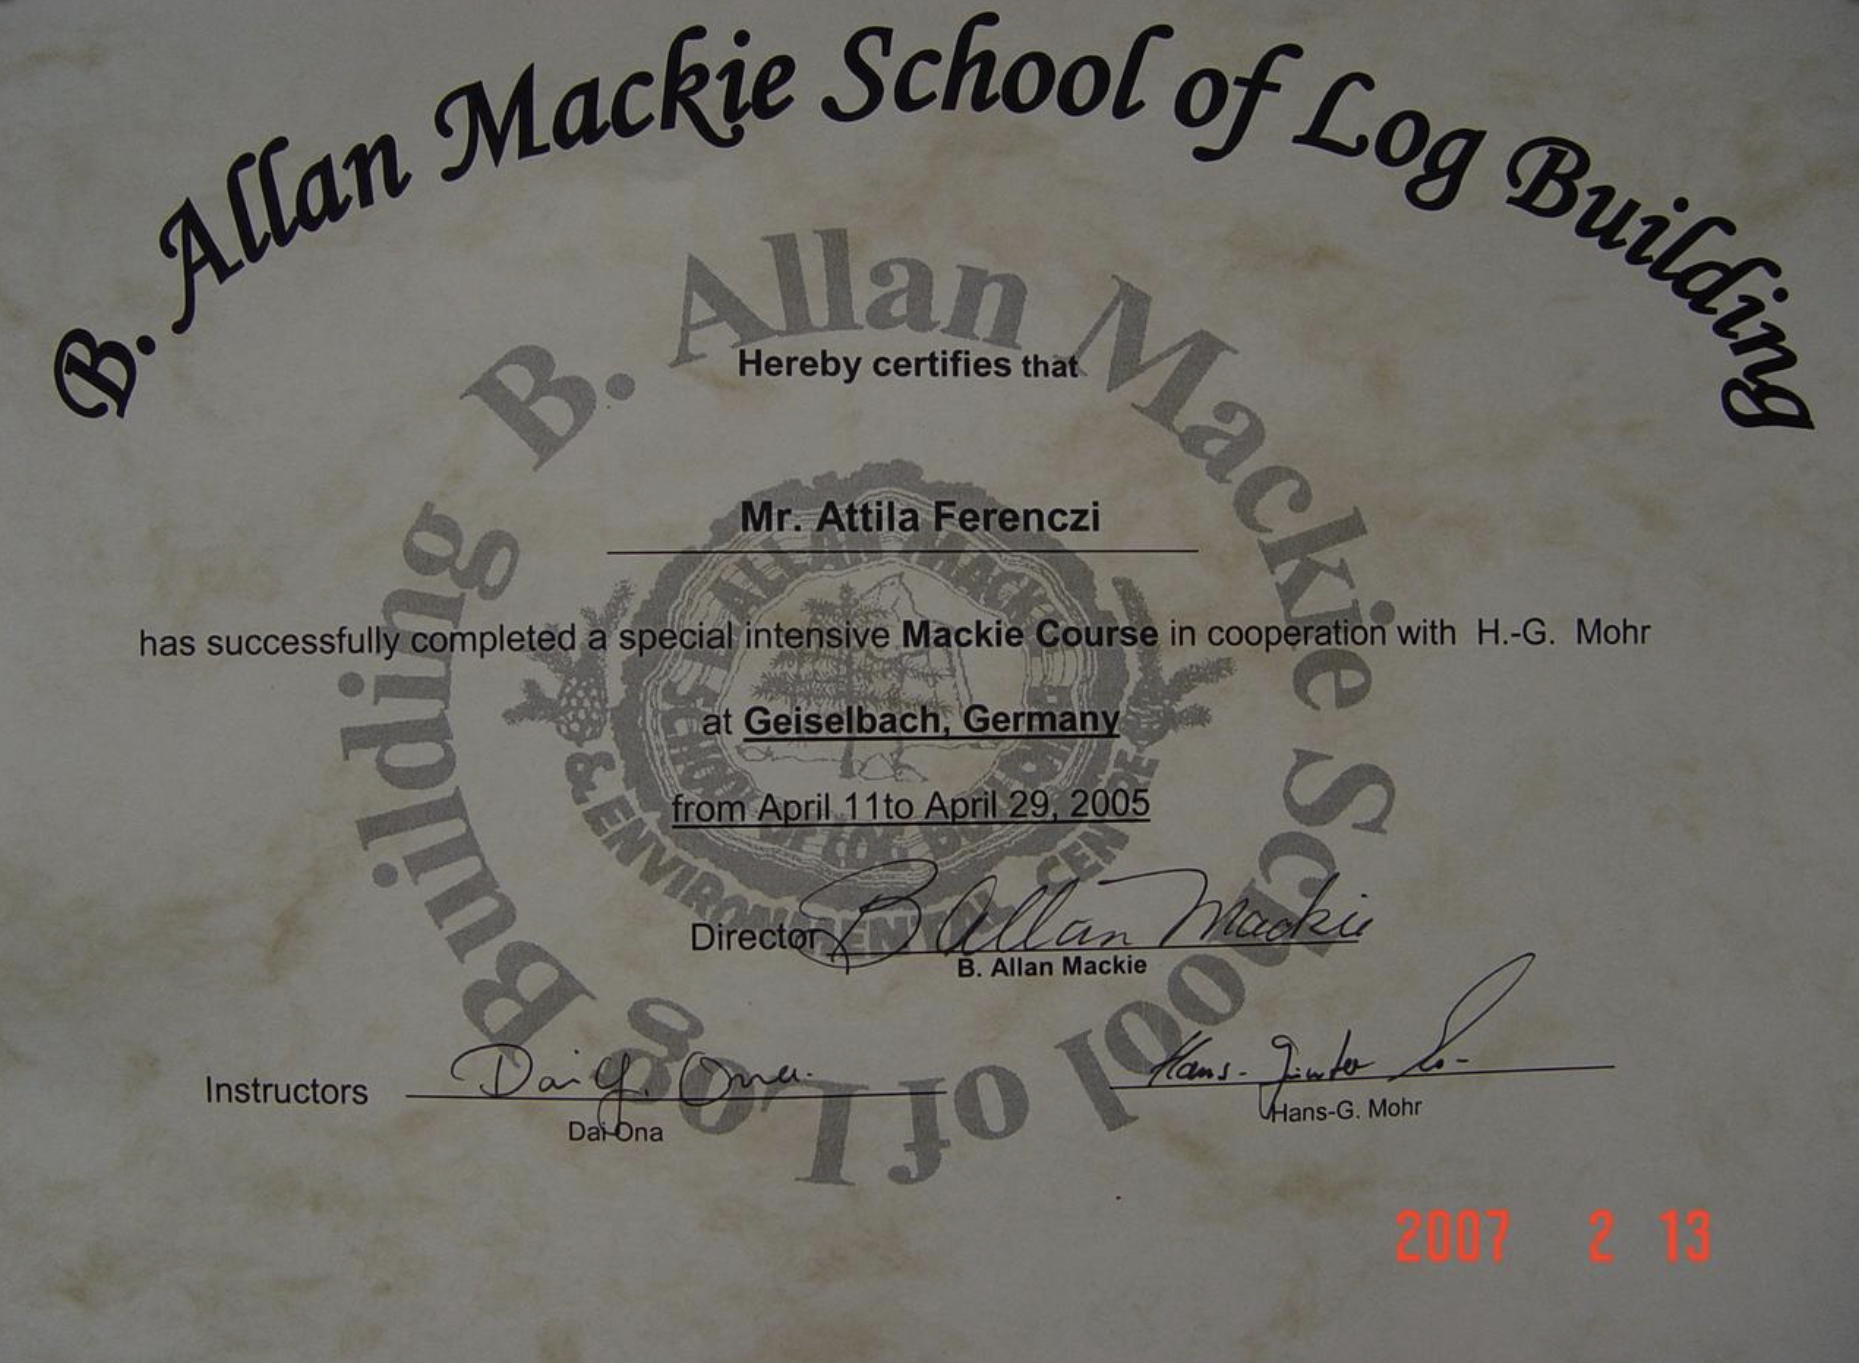 B. Allan Mackie School of Log Building
B. Allan Mackie School of Log Building
Hereby certifies that
Mr. Attila Ferenczi
has successfully completed a special intensive Mackie Course in cooperation with H.-G. Mohr
at Geiselbach, Germany
from April 11to April 29, 2005
B. ALLAN MACKIE
SCHOOL OF LOG BUILDING
& ENVIRONMENTAL CENTRE
Director B Allan Mackie
B. Allan Mackie
Instructors Dai Ona Hans-Günter
Dai Ona Hans-G. Mohr
2007 2 13